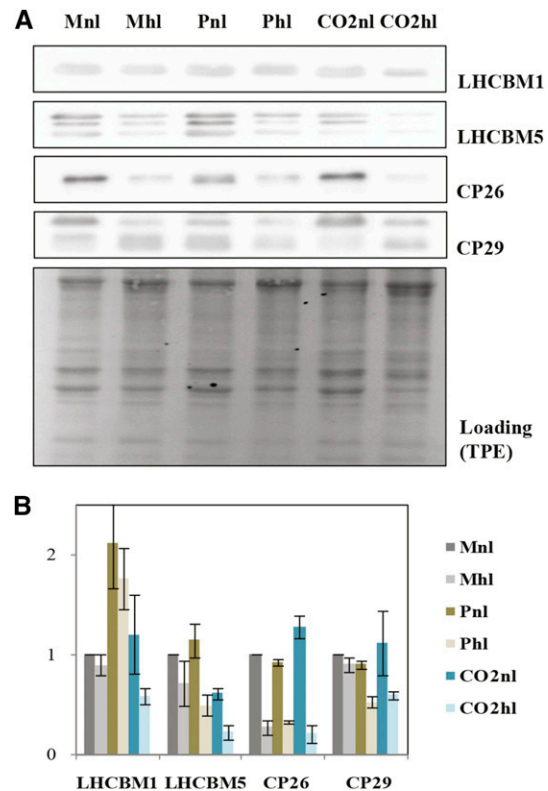 A
Mnl Mhl Pnl Phl CO2nl CO2hl
LHCBM1
LHCBM5
CP26
CP29
Loading
(TPE)
B
2
1
0
Mnl
Mhl
Pnl
Phl
CO2nl
CO2hl
LHCBM1 LHCBM5 CP26 CP29